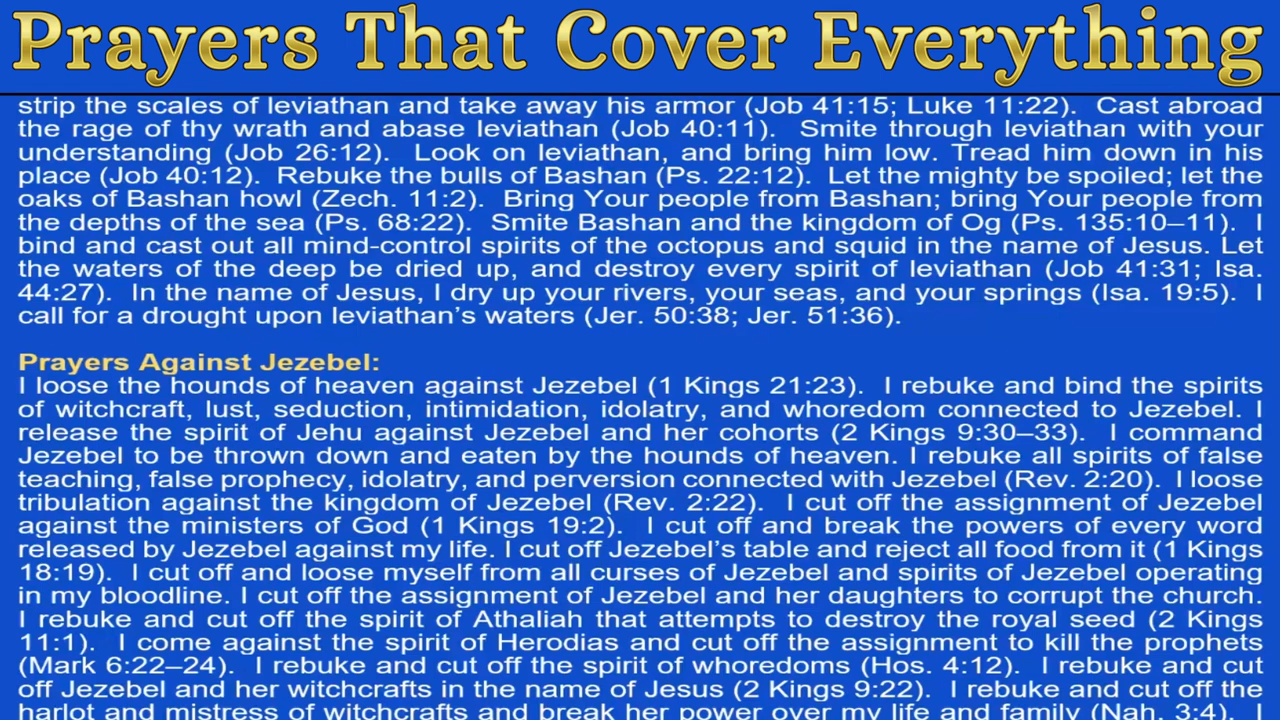 Prayers That Cover Everything
strip the scales of leviathan and take away his armor (Job 41:15; Luke 11:22). Cast abroad
the rage of thy wrath and abase leviathan (Job 40:11). Smite through leviathan with your
understanding (Job 26:12). Look on leviathan, and bring him low. Tread him down in his
place (Job 40:12). Rebuke the bulls of Bashan (Ps. 22:12). Let the mighty be spoiled; let the
oaks of Bashan howl (Zech. 11:2). Bring Your people from Bashan; bring Your people from
the depths of the sea (Ps. 68:22). Smite Bashan and the kingdom of Og (Ps. 135:10–11). I
bind and cast out all mind-control spirits of the octopus and squid in the name of Jesus. Let
the waters of the deep be dried up, and destroy every spirit of leviathan (Job 41:31; Isa.
44:27). In the name of Jesus, I dry up your rivers, your seas, and your springs (Isa. 19:5). I
call for a drought upon leviathan’s waters (Jer. 50:38; Jer. 51:36).
Prayers Against Jezebel:
I loose the hounds of heaven against Jezebel (1 Kings 21:23). I rebuke and bind the spirits
of witchcraft, lust, seduction, intimidation, idolatry, and whoredom connected to Jezebel. I
release the spirit of Jehu against Jezebel and her cohorts (2 Kings 9:30–33). I command
Jezebel to be thrown down and eaten by the hounds of heaven. I rebuke all spirits of false
teaching, false prophecy, idolatry, and perversion connected with Jezebel (Rev. 2:20). I loose
tribulation against the kingdom of Jezebel (Rev. 2:22). I cut off the assignment of Jezebel
against the ministers of God (1 Kings 19:2). I cut off and break the powers of every word
released by Jezebel against my life. I cut off Jezebel’s table and reject all food from it (1 Kings
18:19). I cut off and loose myself from all curses of Jezebel and spirits of Jezebel operating
in my bloodline. I cut off the assignment of Jezebel and her daughters to corrupt the church.
I rebuke and cut off the spirit of Athaliah that attempts to destroy the royal seed (2 Kings
11:1). I come against the spirit of Herodias and cut off the assignment to kill the prophets
(Mark 6:22–24). I rebuke and cut off the spirit of whoredoms (Hos. 4:12). I rebuke and cut
off Jezebel and her witchcrafts in the name of Jesus (2 Kings 9:22). I rebuke and cut off the
harlot and mistress of witchcrafts and break her power over my life and family (Nah. 3:4). I